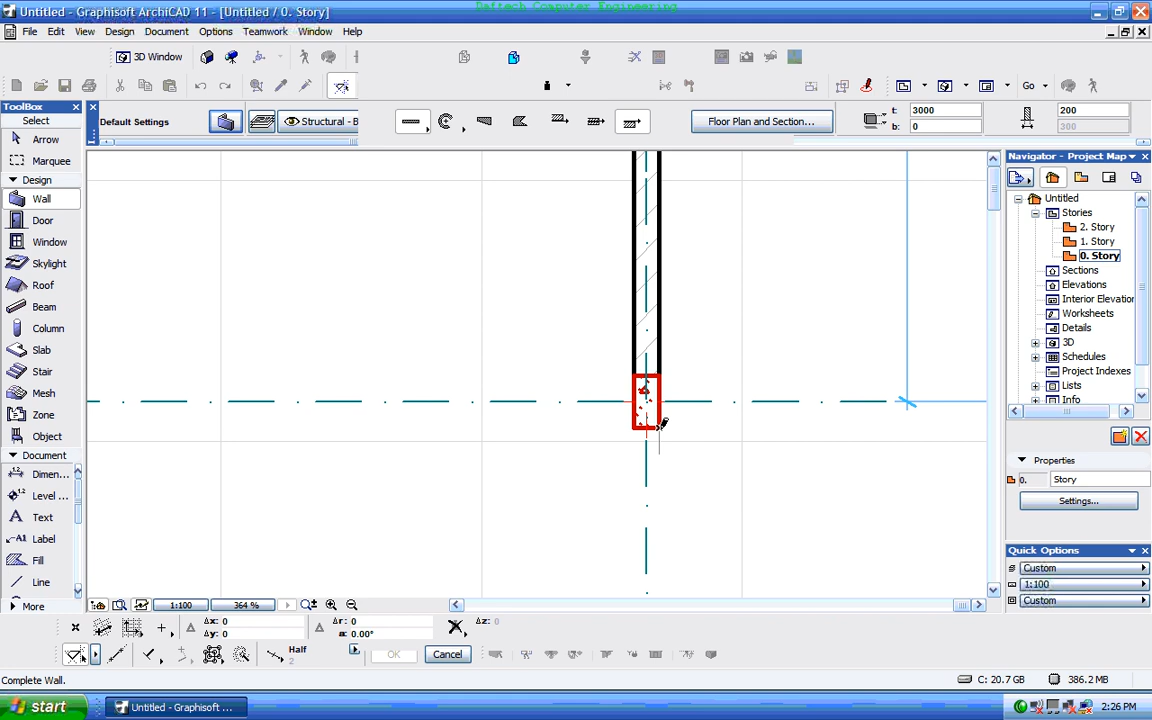 Daftech Computer Engineering
Untitled - Graphisoft ArchiCAD 11 - [Untitled / 0. Story]
File Edit View Design Document Options Teamwork Window Help
3D Window
Go
ToolBox
Select
Arrow
Marquee
Design
Wall
Door
Window
Skylight
Roof
Beam
Column
Slab
Stair
Mesh
Zone
Object
Document
Dimen...
Level ...
Text
Label
Fill
Line
More
Default Settings
Structural - B
Floor Plan and Section...
t: 3000
b: 0
200
300
Navigator - Project Map
Untitled
Stories
2. Story
1. Story
0. Story
Sections
Elevations
Interior Elevation
Worksheets
Details
3D
Schedules
Project Indexes
Lists
Info
Properties
0. Story
Settings...
Quick Options
Custom
1:100
Custom
1:100
364 %
Δx: 0
Δy: 0
Δr: 0
a: 0.00°
Δz: 0
Half
2
OK
Cancel
Complete Wall.
C: 20.7 GB
386.2 MB
start
Untitled - Graphisoft ...
2:26 PM